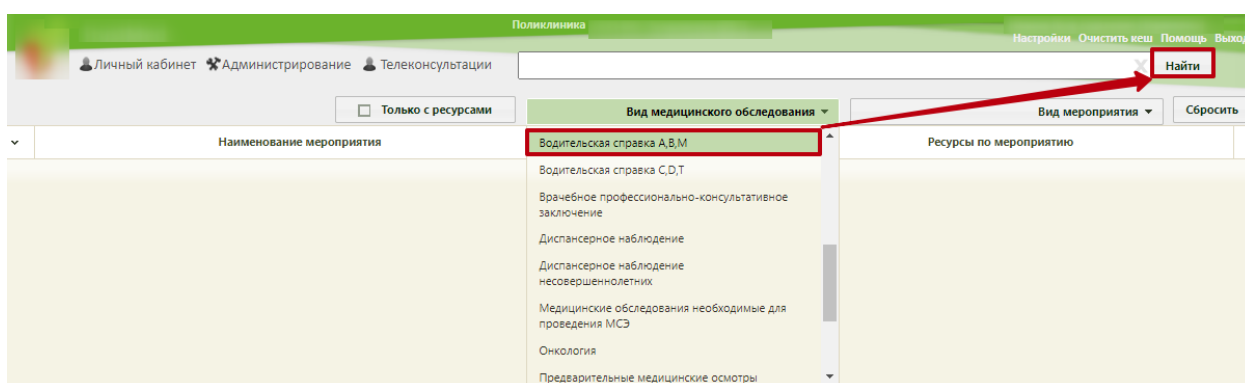 Поликлиника
Настройки Очистить кеш Помощь Выход
Личный кабинет Администрирование Телеконсультации
Найти
Только с ресурсами
Вид медицинского обследования
Вид мероприятия
Сбросить
Наименование мероприятия
Ресурсы по мероприятию
Водительская справка А,В,М
Водительская справка C,D,T
Врачебное профессионально-консультативное
заключение
Диспансерное наблюдение
Диспансерное наблюдение
несовершеннолетних
Медицинские обследования необходимые для
проведения МСЭ
Онкология
Предварительные медицинские осмотры